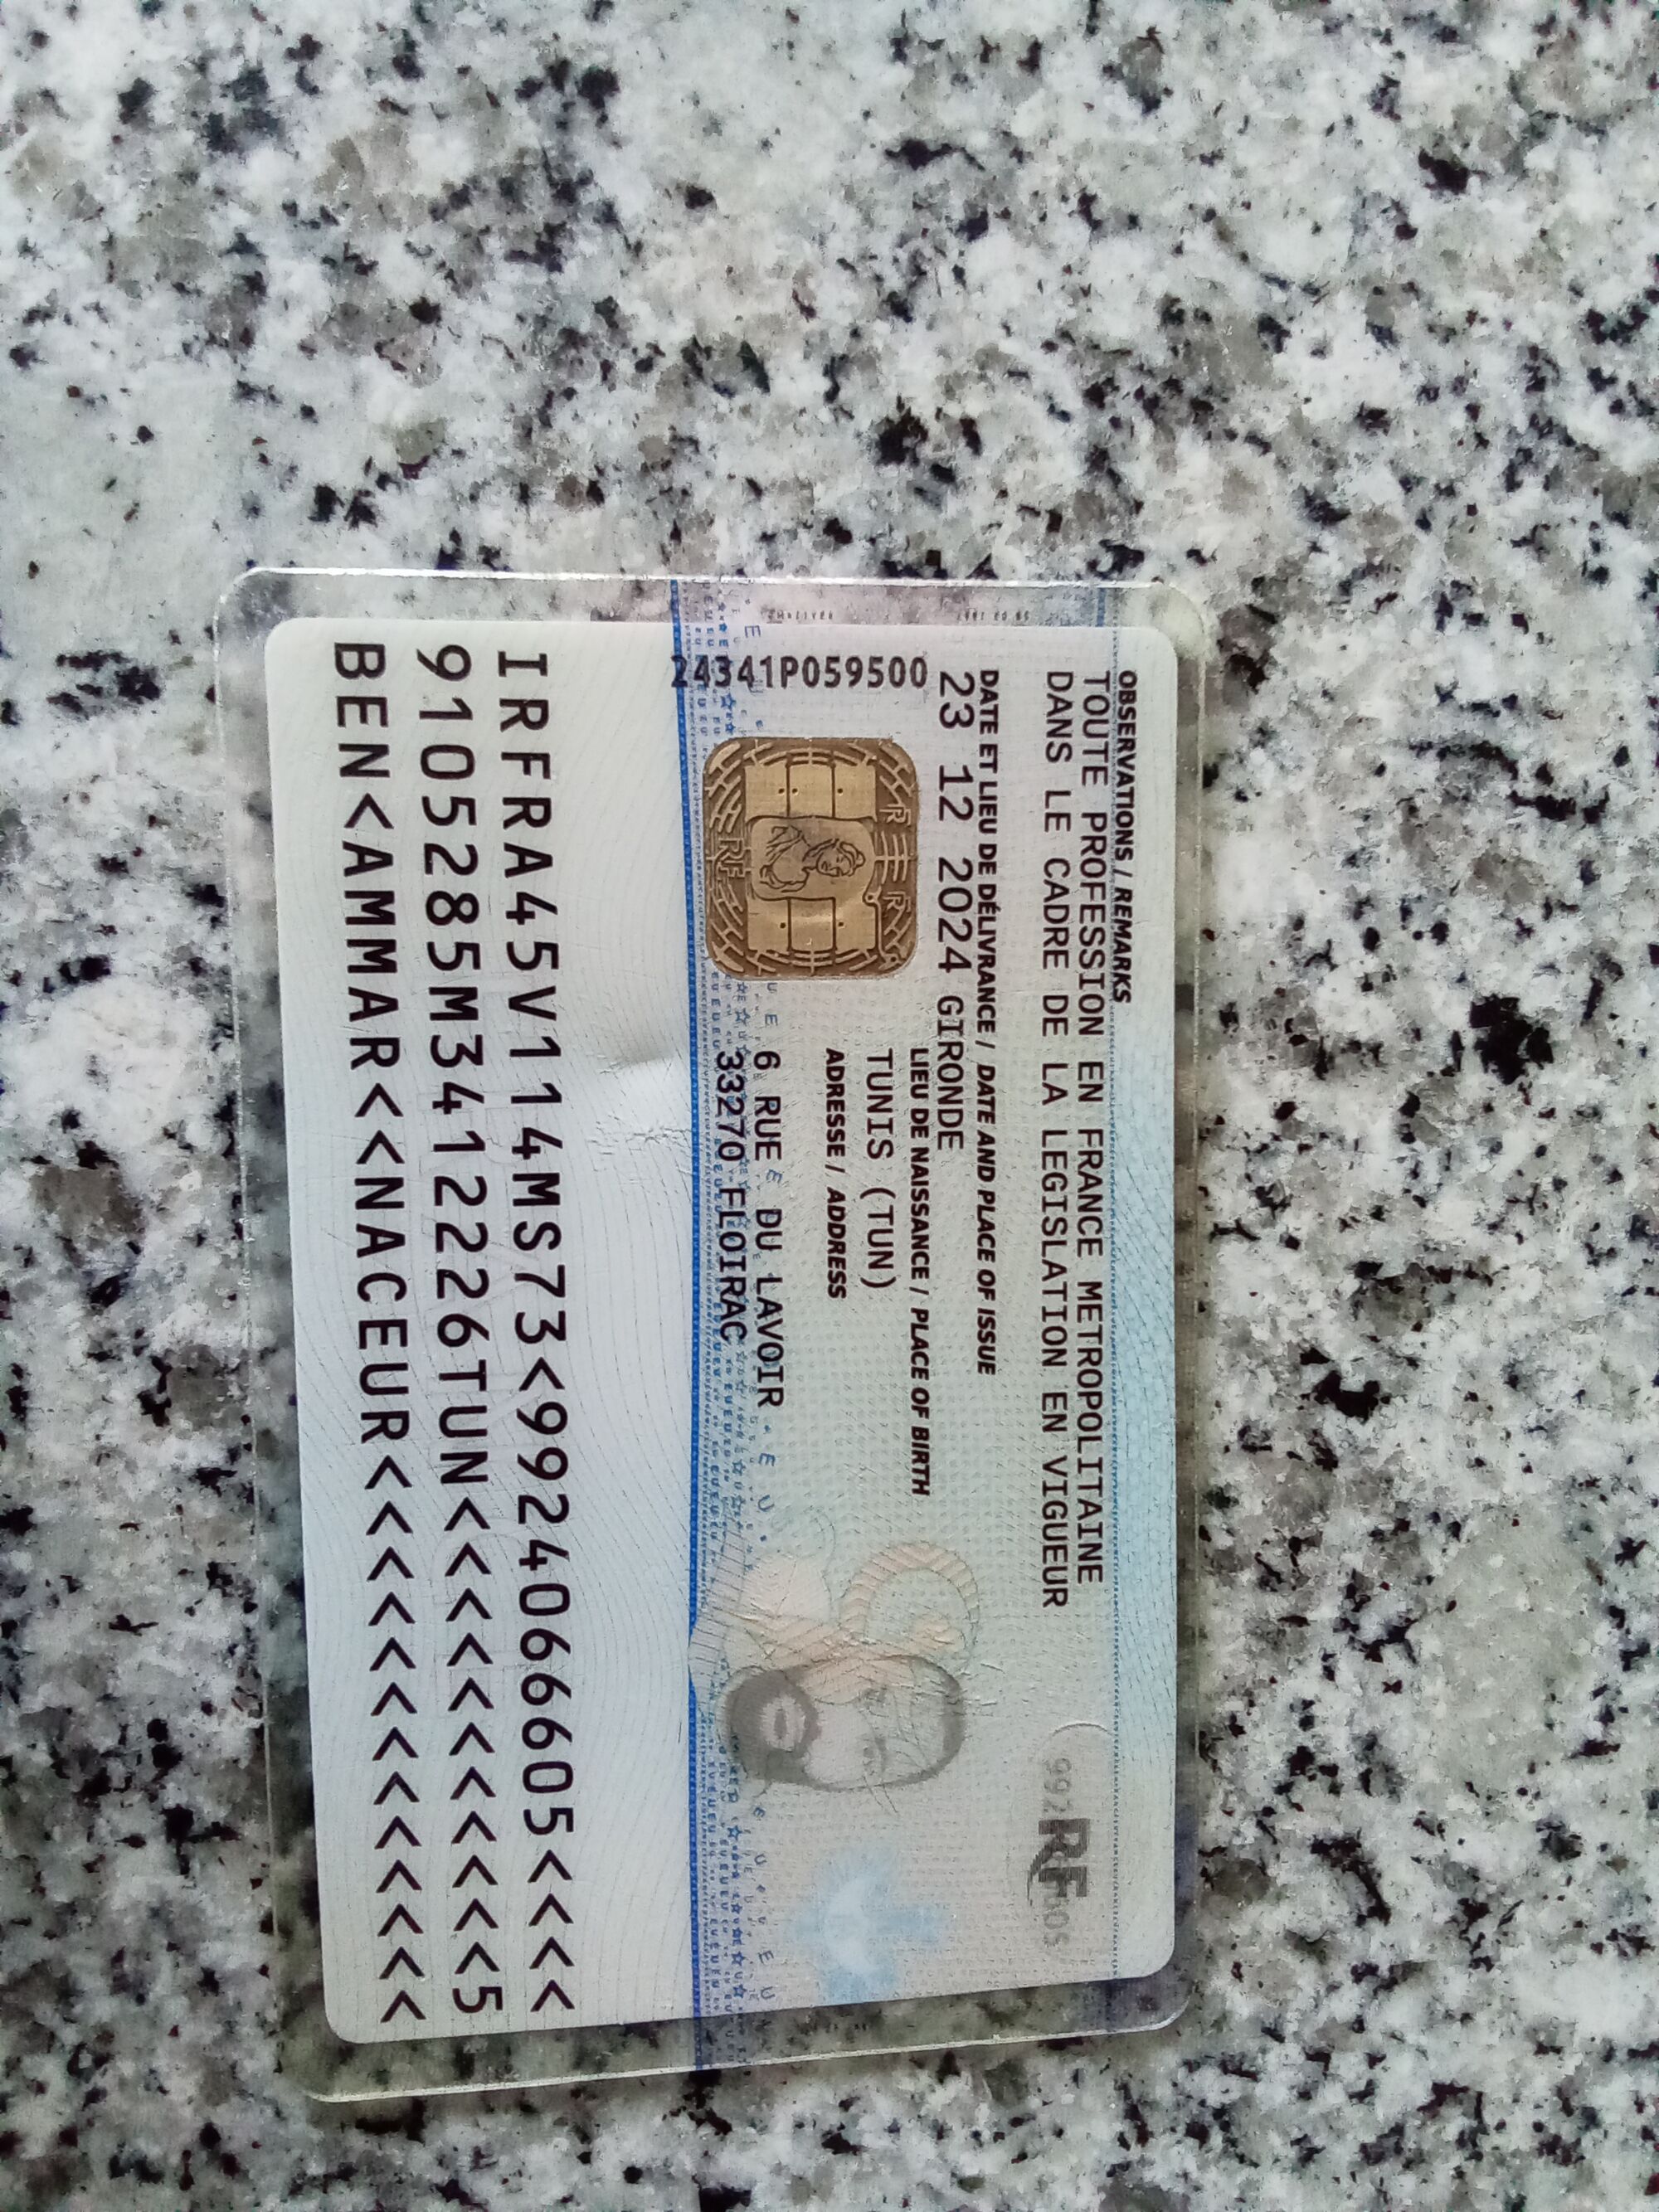 OBSERVATIONS / REMARKS
TOUTE PROFESSION EN FRANCE METROPOLITAINE
DANS LE CADRE DE LA LEGISLATION EN VIGUEUR
RF
DATE ET LIEU DE DÉLIVRANCE / DATE AND PLACE OF ISSUE
23 12 2024 GIRONDE
LIEU DE NAISSANCE / PLACE OF BIRTH
TUNIS (TUN)
ADRESSE / ADDRESS
6 RUE DU LAVOIR
33270 FLOIRAC
24341P059500
IRFRA45V114MS73<9924066605<<<<
9105285M3412226TUN<<<<<<<<<<<5
BEN<AMMAR<<NACEUR<<<<<<<<<<<<<